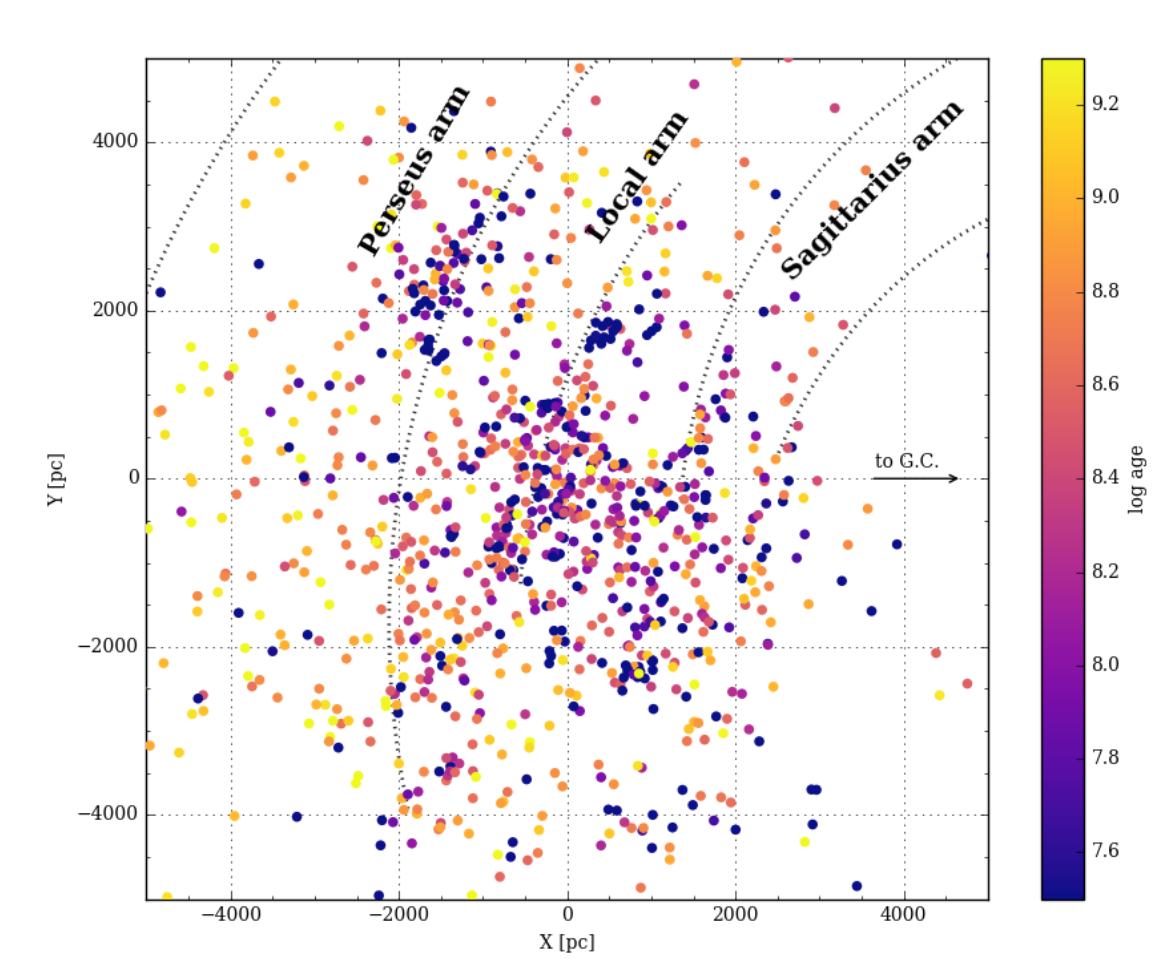 Perseus arm
Local arm
Sagittarius arm
to G.C.
4000
2000
0
−2000
−4000
Y [pc]
−4000
−2000
0
2000
4000
X [pc]
9.2
9.0
8.8
8.6
8.4
8.2
8.0
7.8
7.6
log age